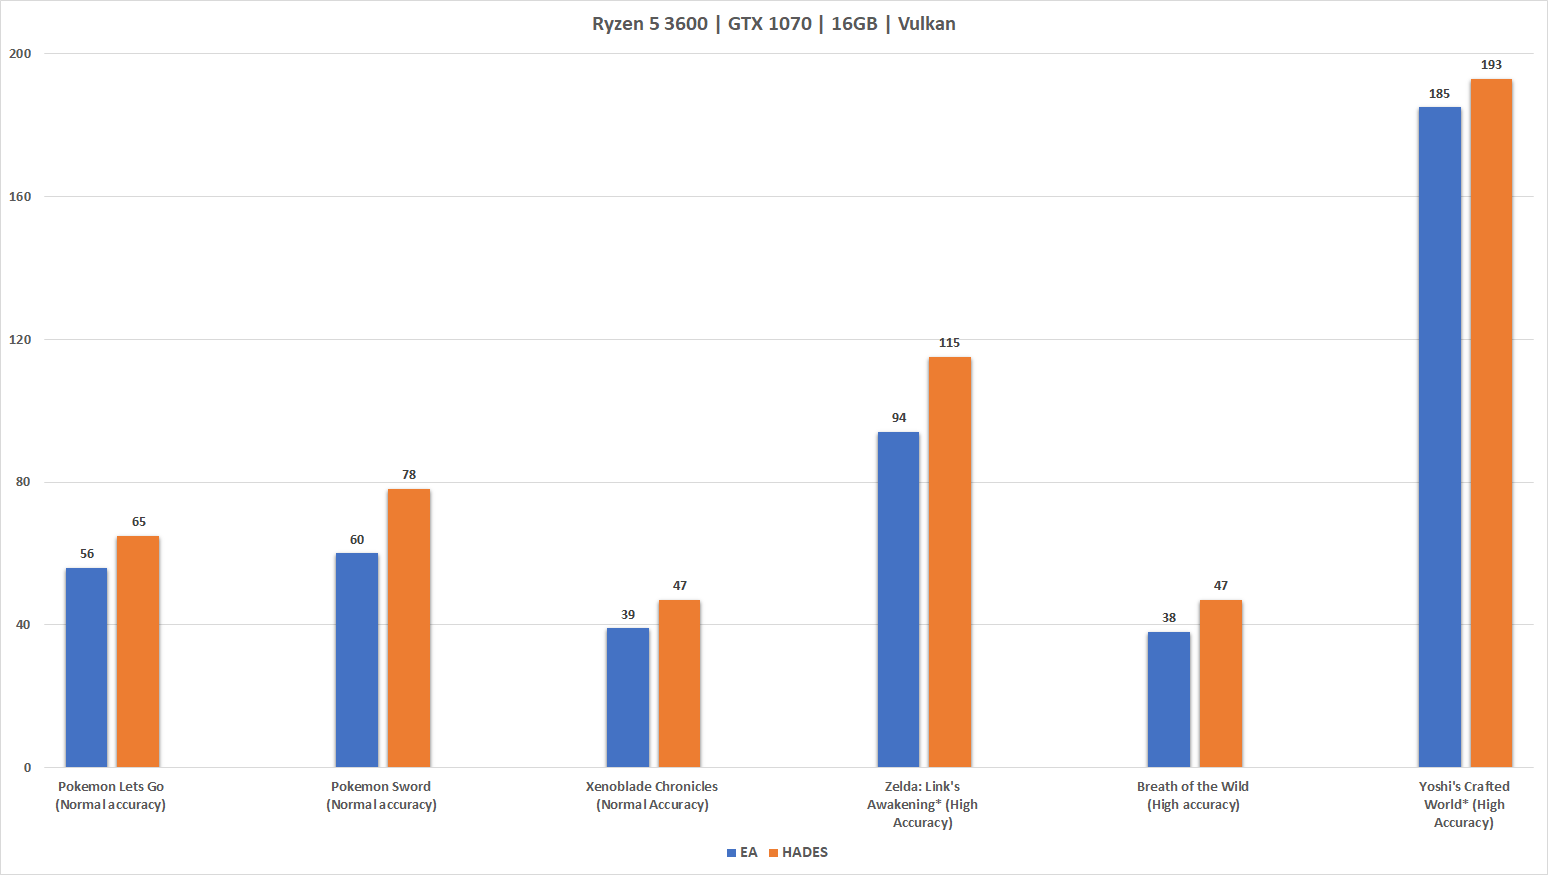 Ryzen 5 3600 | GTX 1070 | 16GB | Vulkan
200
160
120
80
40
0
56
65
60
78
39
47
94
115
38
47
185
193
Pokemon Lets Go
(Normal accuracy)
Pokemon Sword
(Normal accuracy)
Xenoblade Chronicles
(Normal Accuracy)
Zelda: Link's
Awakening* (High
Accuracy)
Breath of the Wild
(High accuracy)
Yoshi's Crafted
World* (High
Accuracy)
EA HADES